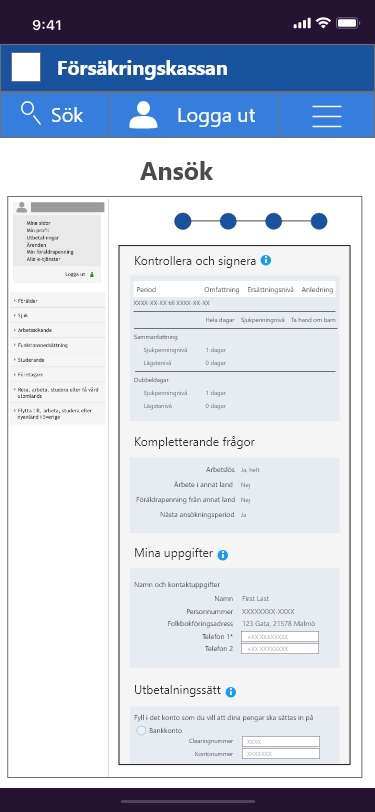 9:41
Försäkringskassan
Sök
Logga ut
Ansök
Mina sidor
Min profil
Utbetalningar
Ärenden
Min föräldrapenning
Alla e-tjänster
Logga ut
Förälder
Sjuk
Arbetssökande
Funktionsnedsättning
Studerande
Företagare
Resa, arbeta, studera eller få vård
utomlands
Flytta till, arbeta, studera eller
nyanländ i Sverige
Kontrollera och signera
Period Omfattning Ersättningsnivå Anledning
XXXX-XX-XX till XXXX-XX-XX
Hela dagar Sjukpenningnivå Ta hand om barn
Sammanfattning
Sjukpenningnivå 1 dagar
Lägstanivå 0 dagar
Dubbeldagar
Sjukpenningnivå 1 dagar
Lägstanivå 0 dagar
Kompletterande frågor
Arbetslös Ja, helt
Arbete i annat land Nej
Föräldrapenning från annat land Nej
Nästa ansökningsperiod Ja
Mina uppgifter
Namn och kontaktuppgifter
Namn First Last
Personnummer XXXXXXXX-XXXX
Folkbokföringsadress 123 Gata, 21578 Malmö
Telefon 1* +XX XXXXXXXX
Telefon 2 +XX XXXXXXXX
Utbetalningssätt
Fyll i det konto som du vill att dina pengar ska sättas in på
Bankkonto
Clearingnummer XXXX
Kontonummer XXXXXXX